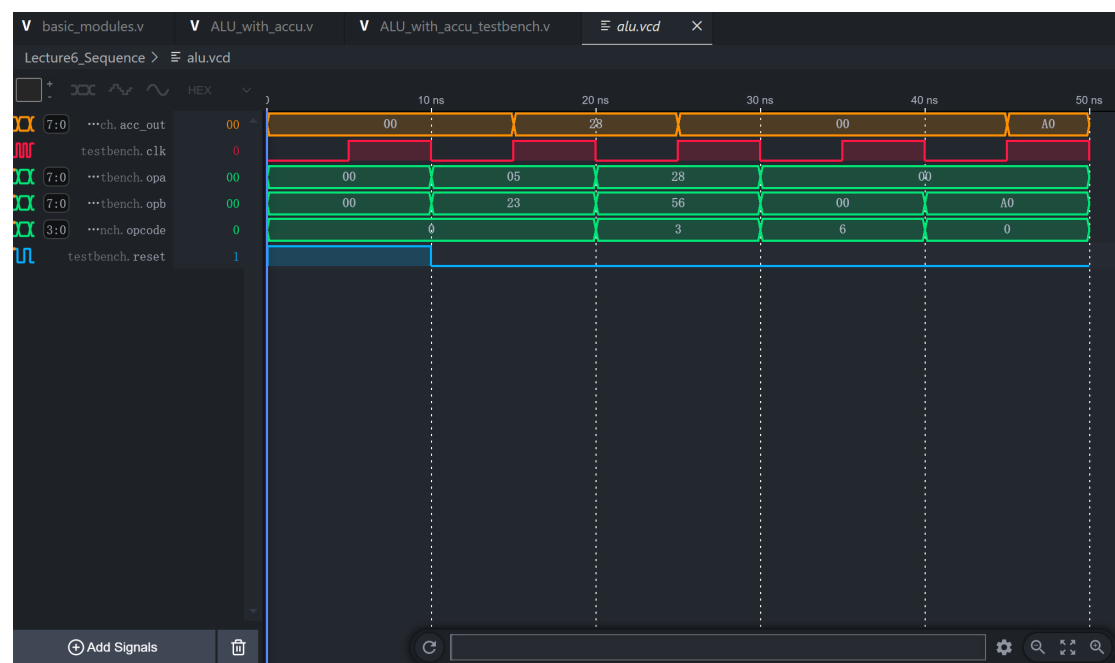 V basic_modules.v V ALU_with_accu.v V ALU_with_accu_testbench.v alu.vcd
Lecture6_Sequence > alu.vcd
HEX
10 ns 20 ns 30 ns 40 ns 50 ns
7:0 ···ch. acc_out 00 00 28 00 A0
testbench. clk 0
7:0 ···tbench. opa 00 00 05 28 00
7:0 ···tbench. opb 00 00 23 56 00 A0
3:0 ···nch. opcode 0 0 3 6 0
testbench. reset 1
Add Signals